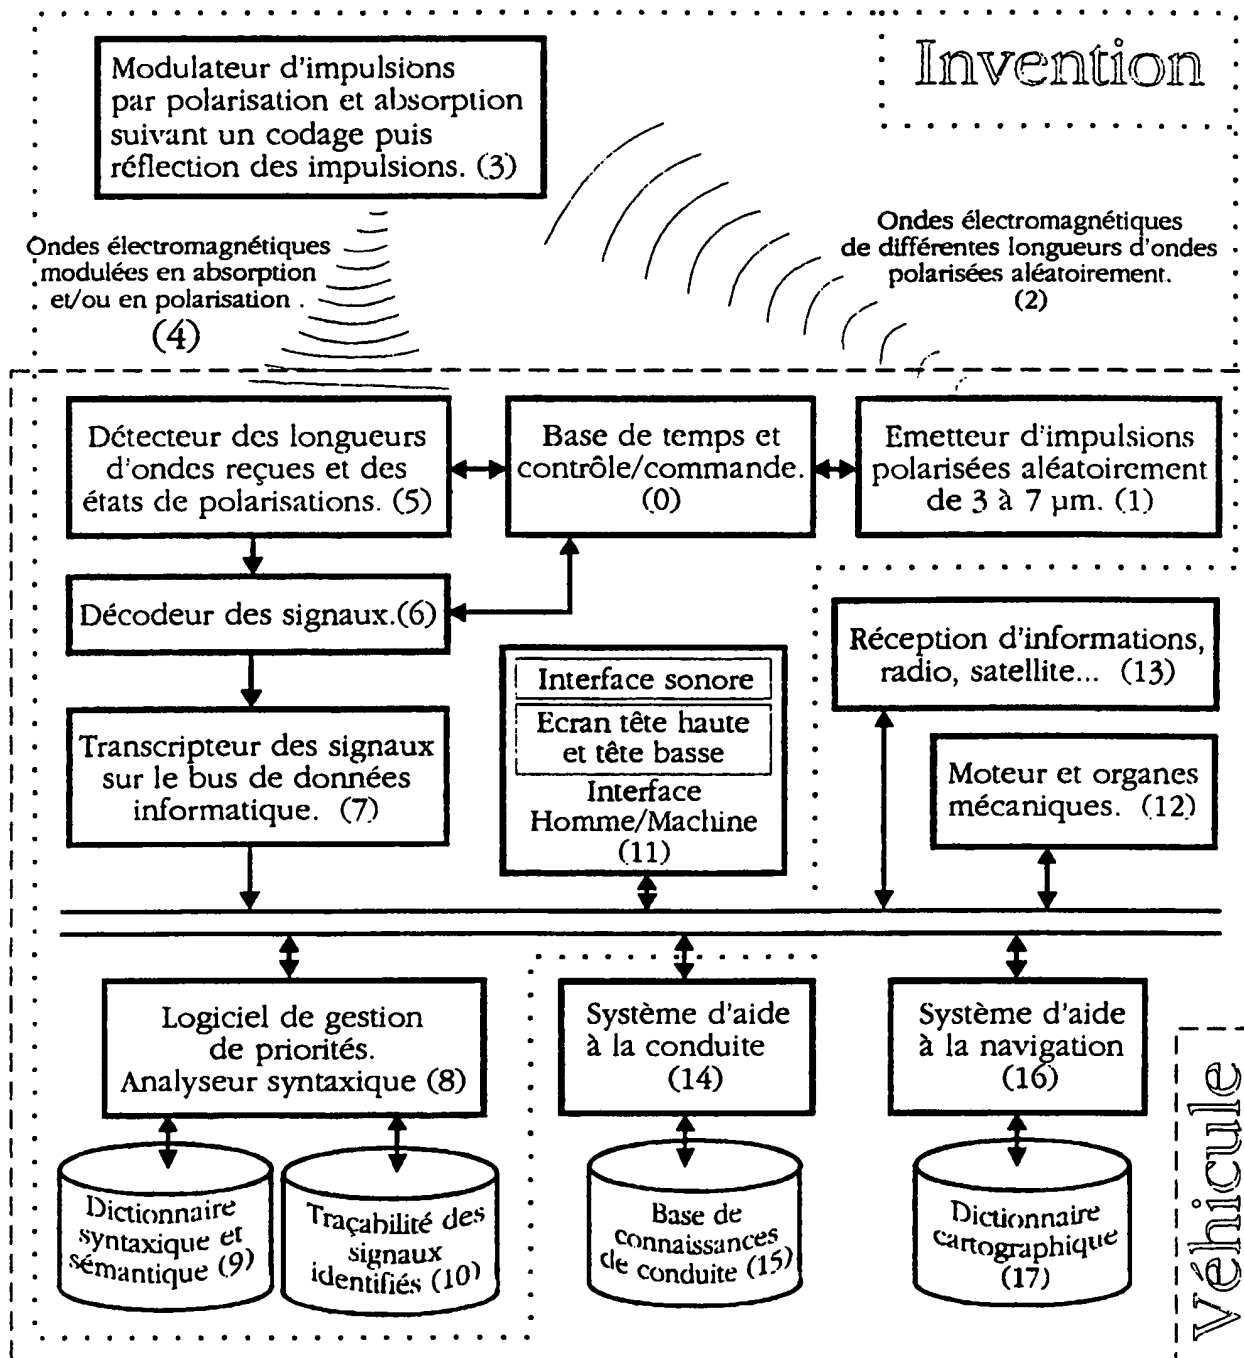 Invention
Modulateur d'impulsions
par polarisation et absorption
suivant un codage puis
réflection des impulsions. (3)
Ondes électromagnétiques
modulées en absorption
et/ou en polarisation .
(4)
Ondes électromagnétiques
de différentes longueurs d'ondes
polarisées aléatoirement.
(2)
Détecteur des longueurs
d'ondes reçues et des
états de polarisations. (5)
Base de temps et
contrôle/commande.
(0)
Emetteur d'impulsions
polarisées aléatoirement
de 3 à 7 µm. (1)
Décodeur des signaux.(6)
Transcripteur des signaux
sur le bus de données
informatique. (7)
Interface sonore
Ecran tête haute
et tête basse
Interface
Homme/Machine
(11)
Réception d'informations,
radio, satellite... (13)
Moteur et organes
mécaniques. (12)
Logiciel de gestion
de priorités.
Analyseur syntaxique (8)
Système d'aide
à la conduite
(14)
Système d'aide
à la navigation
(16)
Dictionnaire
syntaxique et
sémantique (9)
Traçabilité des
signaux
identifiés (10)
Base de
connaissances
de conduite (15)
Dictionnaire
cartographique
(17)
Véhicule